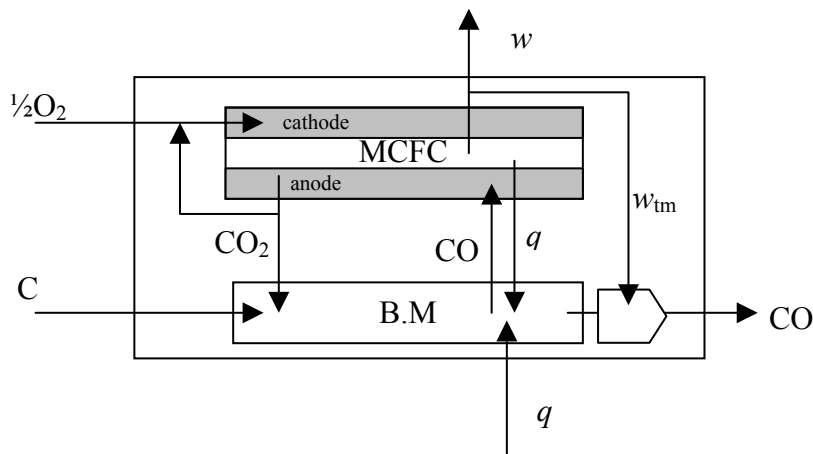 w
½O₂
cathode
MCFC
anode
w_tm
CO₂
CO
q
C
B.M
CO
q